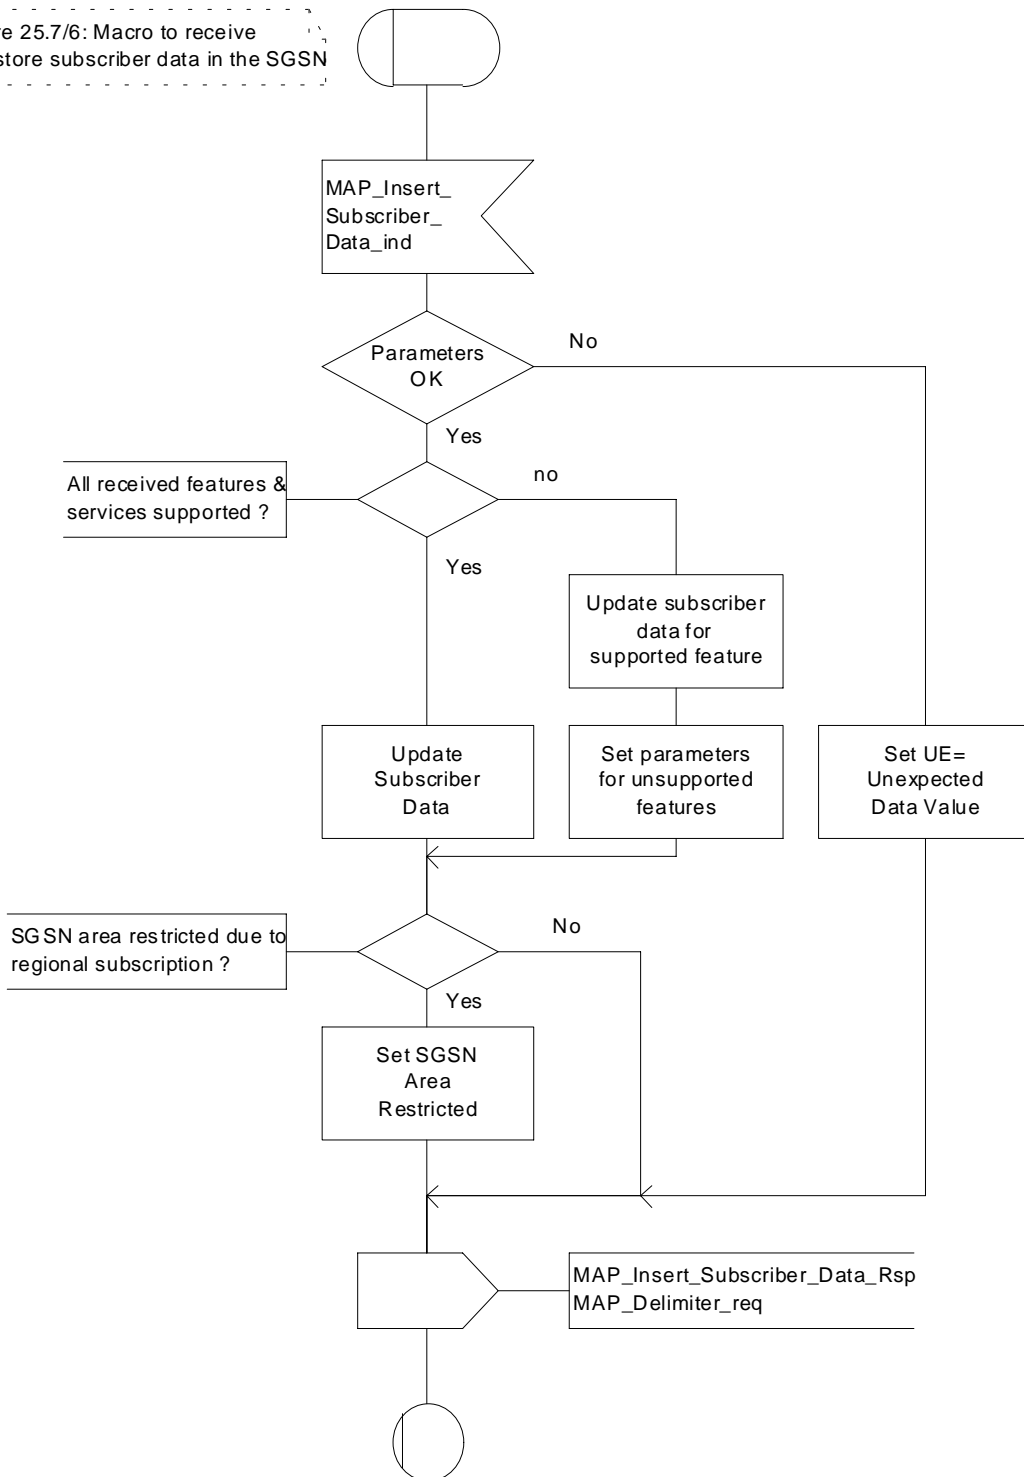 e 25.7/6: Macro to receive
store subscriber data in the SGSN
MAP_Insert_
Subscriber_
Data_ind
Parameters
OK
No
Yes
All received features &
services supported ?
no
Yes
Update subscriber
data for
supported feature
Update
Subscriber
Data
Set parameters
for unsupported
features
Set UE=
Unexpected
Data Value
SGSN area restricted due to
regional subscription ?
No
Yes
Set SGSN
Area
Restricted
MAP_Insert_Subscriber_Data_Rsp
MAP_Delimiter_req